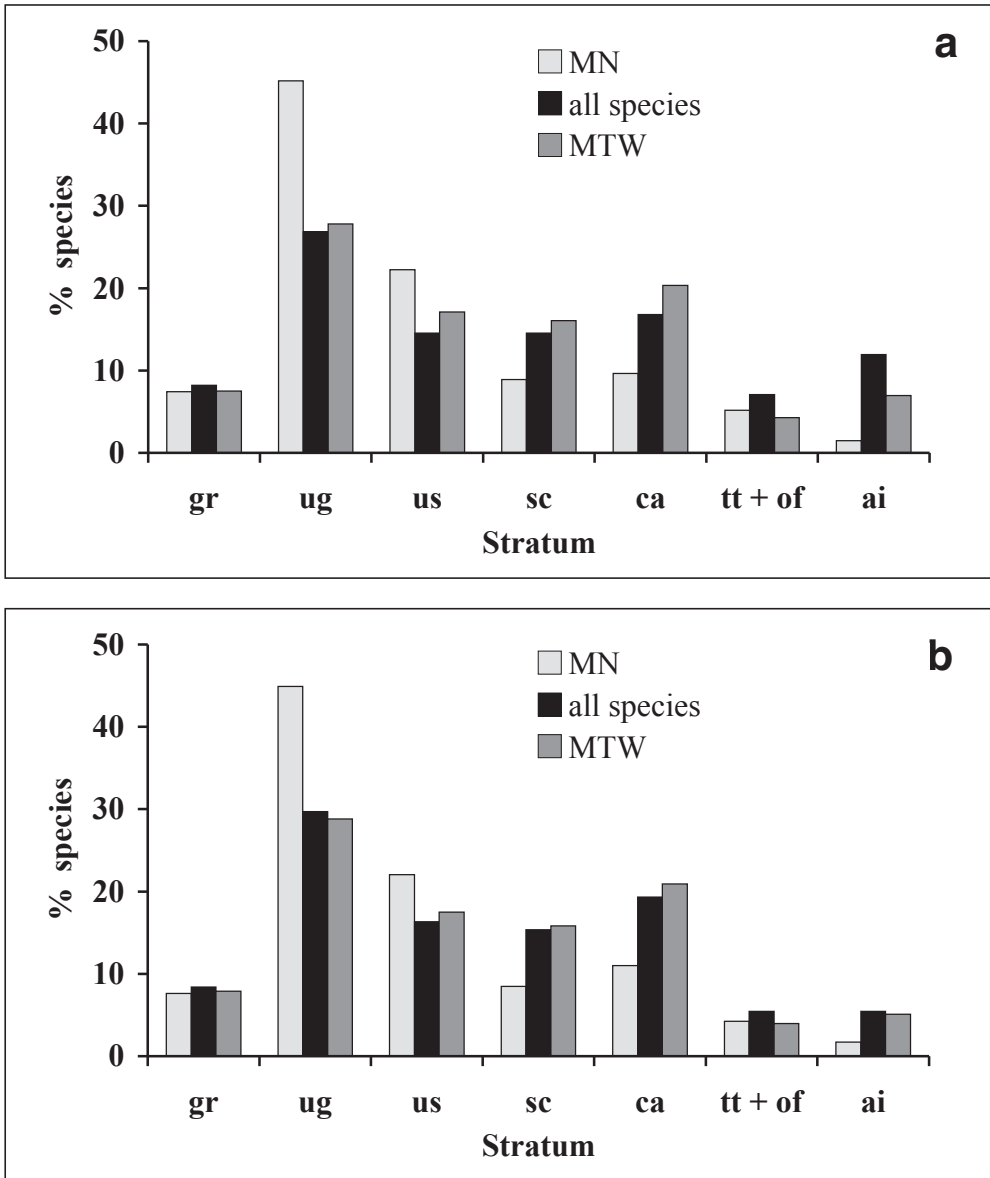 a
MN
all species
MTW
50
40
30
20
10
0
% species
gr ug us sc ca tt + of ai
Stratum
b
MN
all species
MTW
50
40
30
20
10
0
% species
gr ug us sc ca tt + of ai
Stratum